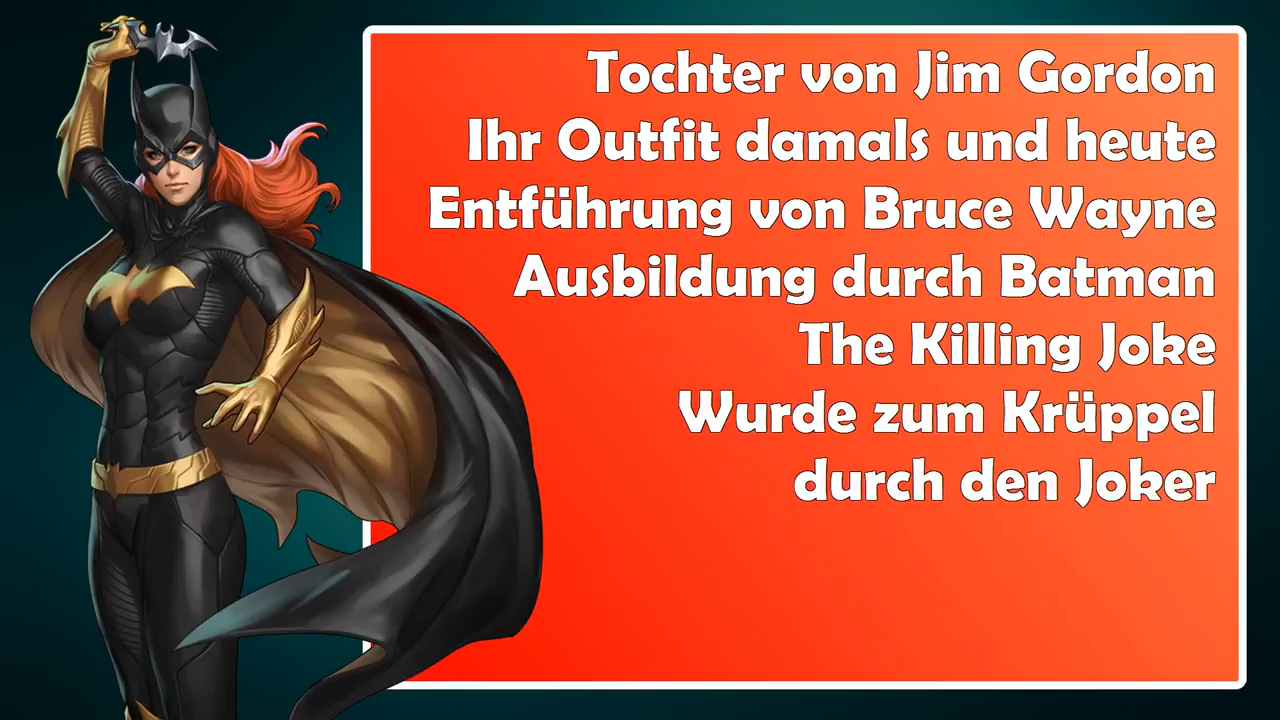 Tochter von Jim Gordon
Ihr Outfit damals und heute
Entführung von Bruce Wayne
Ausbildung durch Batman
The Killing Joke
Wurde zum Krüppel
durch den Joker